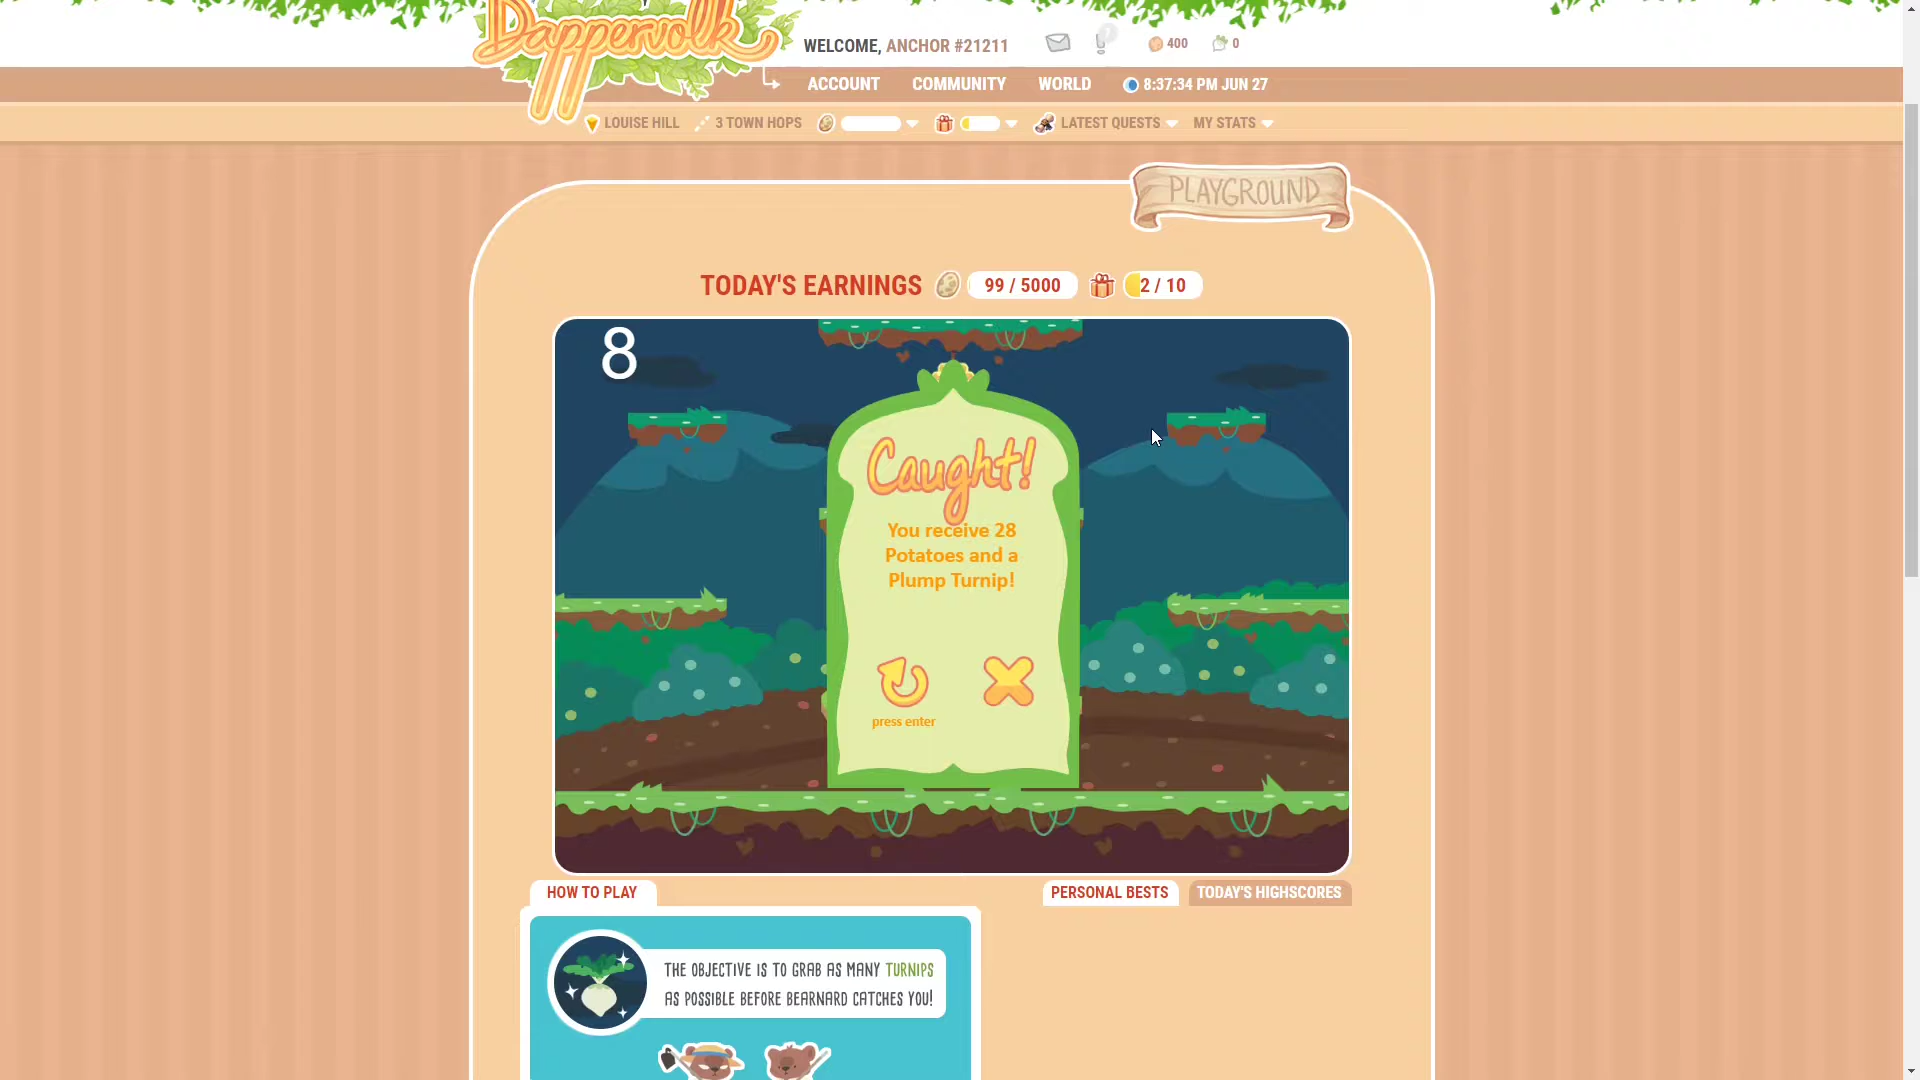 Dappervolk
WELCOME, ANCHOR #21211
400
0
ACCOUNT
COMMUNITY
WORLD
8:37:34 PM JUN 27
LOUISE HILL
3 TOWN HOPS
LATEST QUESTS
MY STATS
PLAYGROUND
TODAY'S EARNINGS
99 / 5000
2 / 10
8
Caught!
You receive 28
Potatoes and a
Plump Turnip!
press enter
HOW TO PLAY
PERSONAL BESTS
TODAY'S HIGHSCORES
THE OBJECTIVE IS TO GRAB AS MANY TURNIPS
AS POSSIBLE BEFORE BEARNARD CATCHES YOU!